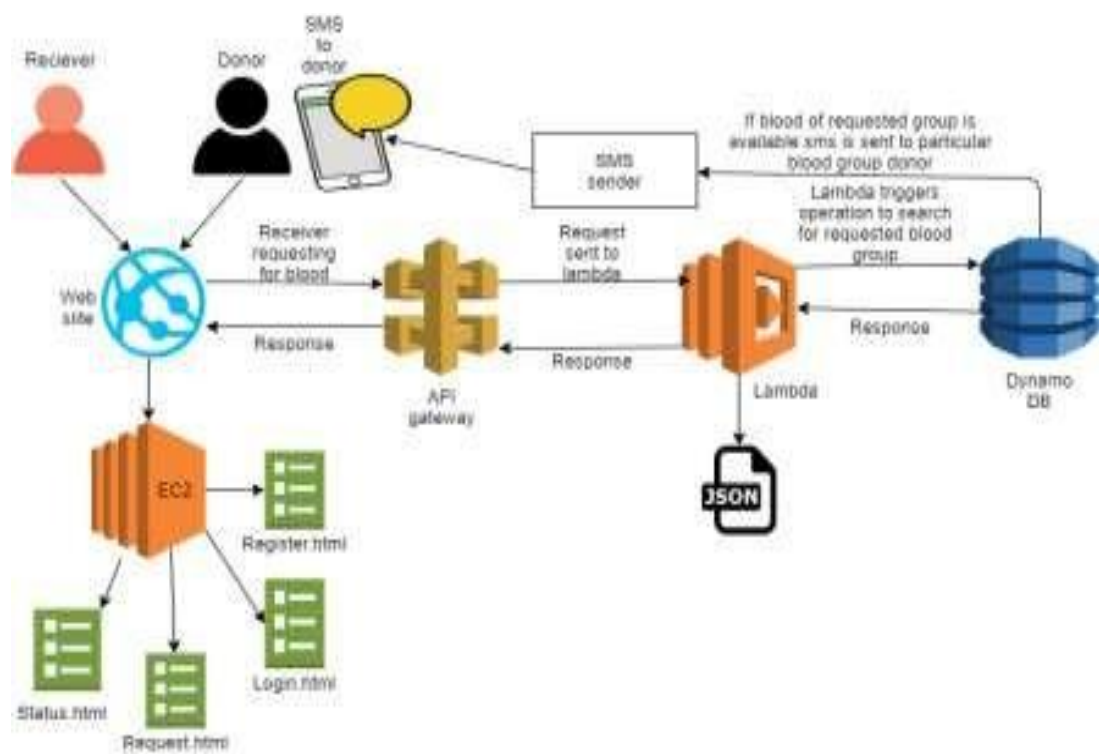 Reciever
Donor
SMS
to
donor
If blood of requested group is
available sms is sent to particular
blood group donor
SMS
sender
Lambda triggers
operation to search
for requested blood
group
Receiver
requesting
for blood
Request
sent to
lambda
Web
site
Response
Response
Response
API
gateway
Lambda
Dynamo
DB
JSON
EC2
Register.html
Login.html
Status.html
Request.html